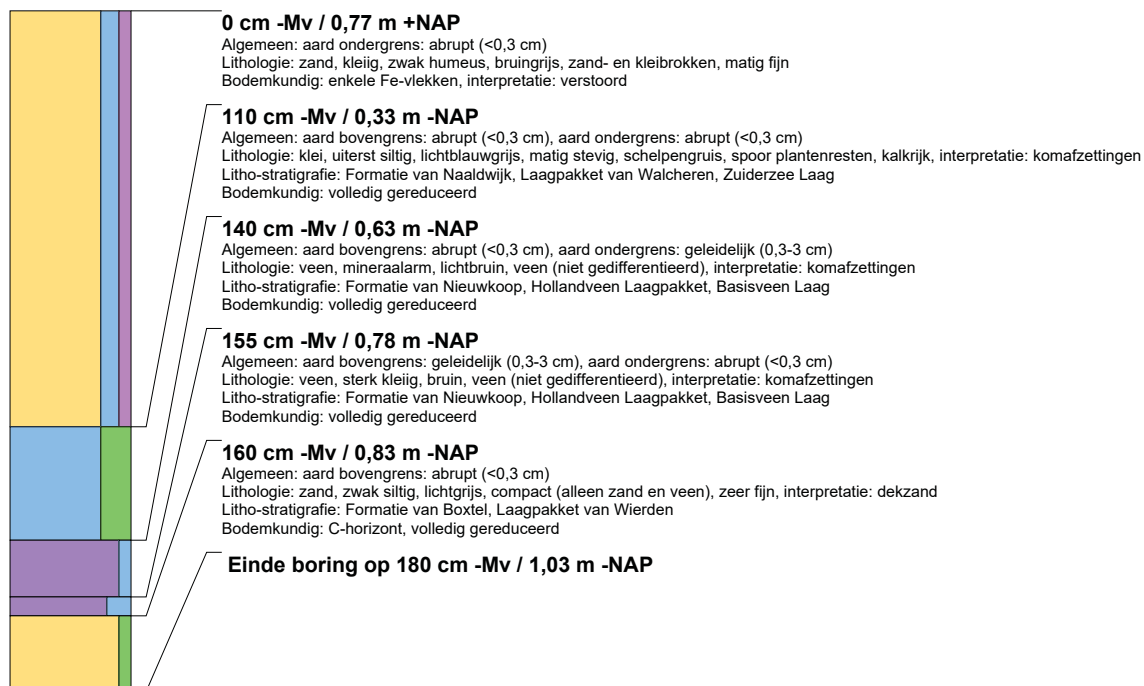 0 cm -Mv / 0,77 m +NAP
Algemeen: aard ondergrens: abrupt (<0,3 cm)
Lithologie: zand, kleiig, zwak humeus, bruingrijs, zand- en kleibrokken, matig fijn
Bodemkundig: enkele Fe-vlekken, interpretatie: verstoord
110 cm -Mv / 0,33 m -NAP
Algemeen: aard bovengrens: abrupt (<0,3 cm), aard ondergrens: abrupt (<0,3 cm)
Lithologie: klei, uiterst siltig, lichtblauwgrijs, matig stevig, schelpengruis, spoor plantenresten, kalkrijk, interpretatie: komafzettingen
Litho-stratigrafie: Formatie van Naaldwijk, Laagpakket van Walcheren, Zuiderzee Laag
Bodemkundig: volledig gereduceerd
140 cm -Mv / 0,63 m -NAP
Algemeen: aard bovengrens: abrupt (<0,3 cm), aard ondergrens: geleidelijk (0,3-3 cm)
Lithologie: veen, mineraalarm, lichtbruin, veen (niet gedifferentieerd), interpretatie: komafzettingen
Litho-stratigrafie: Formatie van Nieuwkoop, Hollandveen Laagpakket, Basisveen Laag
Bodemkundig: volledig gereduceerd
155 cm -Mv / 0,78 m -NAP
Algemeen: aard bovengrens: geleidelijk (0,3-3 cm), aard ondergrens: abrupt (<0,3 cm)
Lithologie: veen, sterk kleiig, bruin, veen (niet gedifferentieerd), interpretatie: komafzettingen
Litho-stratigrafie: Formatie van Nieuwkoop, Hollandveen Laagpakket, Basisveen Laag
Bodemkundig: volledig gereduceerd
160 cm -Mv / 0,83 m -NAP
Algemeen: aard bovengrens: abrupt (<0,3 cm)
Lithologie: zand, zwak siltig, lichtgrijs, compact (alleen zand en veen), zeer fijn, interpretatie: dekzand
Litho-stratigrafie: Formatie van Boxtel, Laagpakket van Wierden
Bodemkundig: C-horizont, volledig gereduceerd
Einde boring op 180 cm -Mv / 1,03 m -NAP